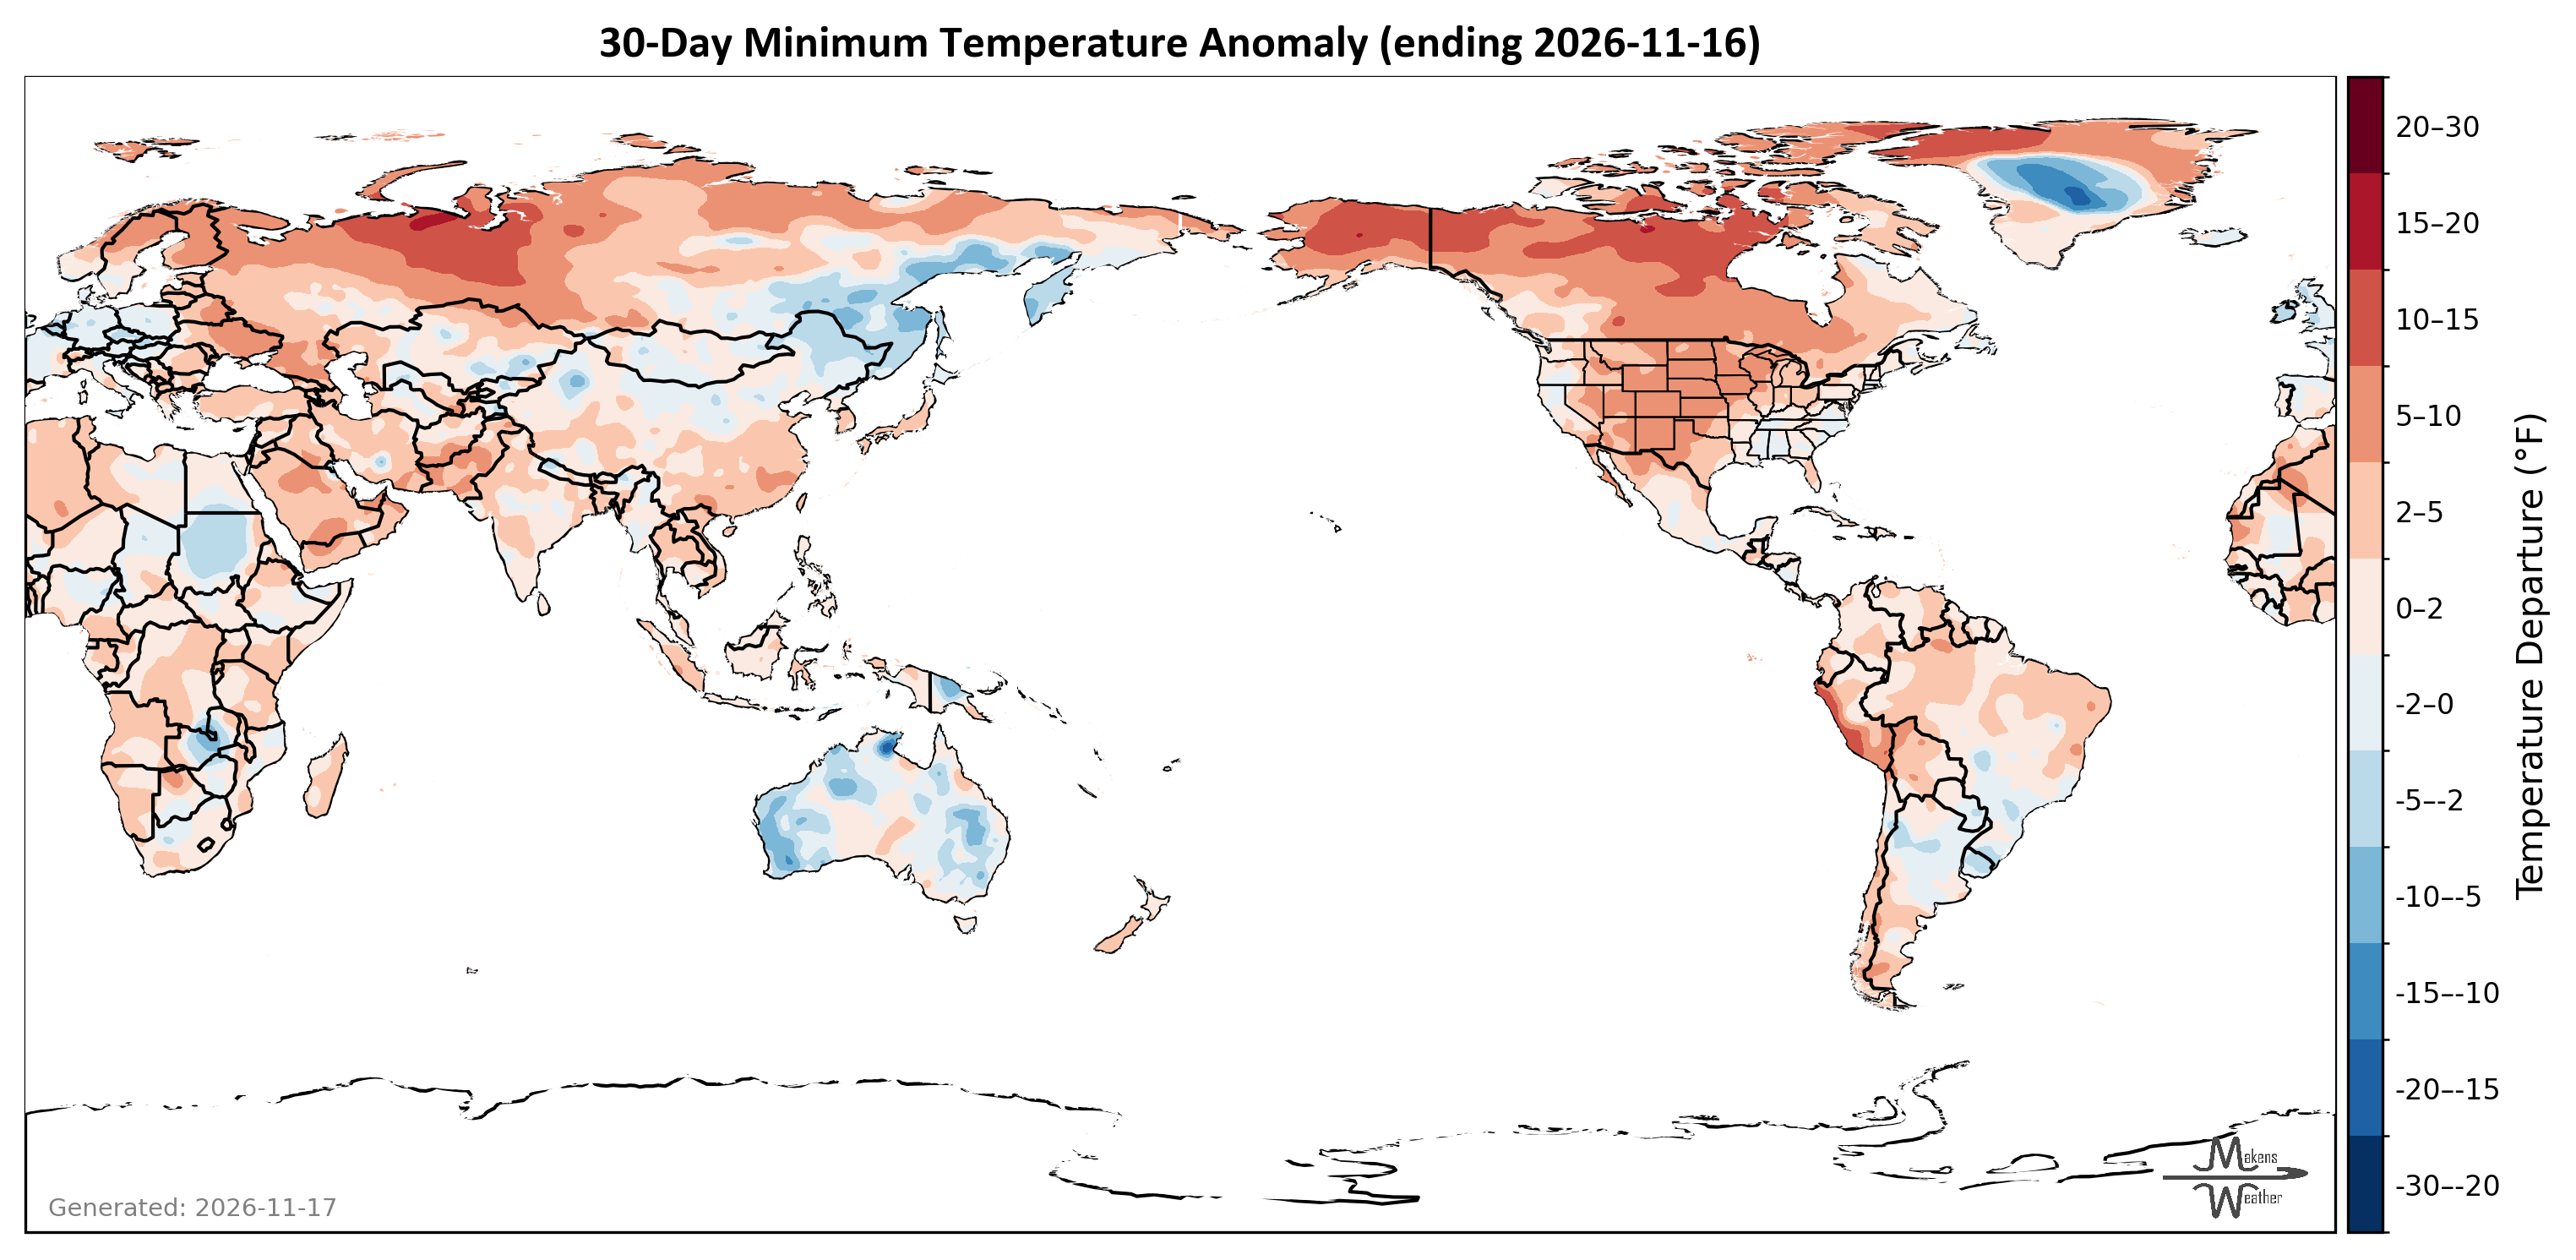 30-Day Minimum Temperature Anomaly (ending 2026-11-16)
20–30
15–20
10–15
5–10
2–5
0–2
-2–0
-5–-2
-10–-5
-15–-10
-20–-15
-30–-20
Temperature Departure (°F)
Generated: 2026-11-17
Makens
Weather